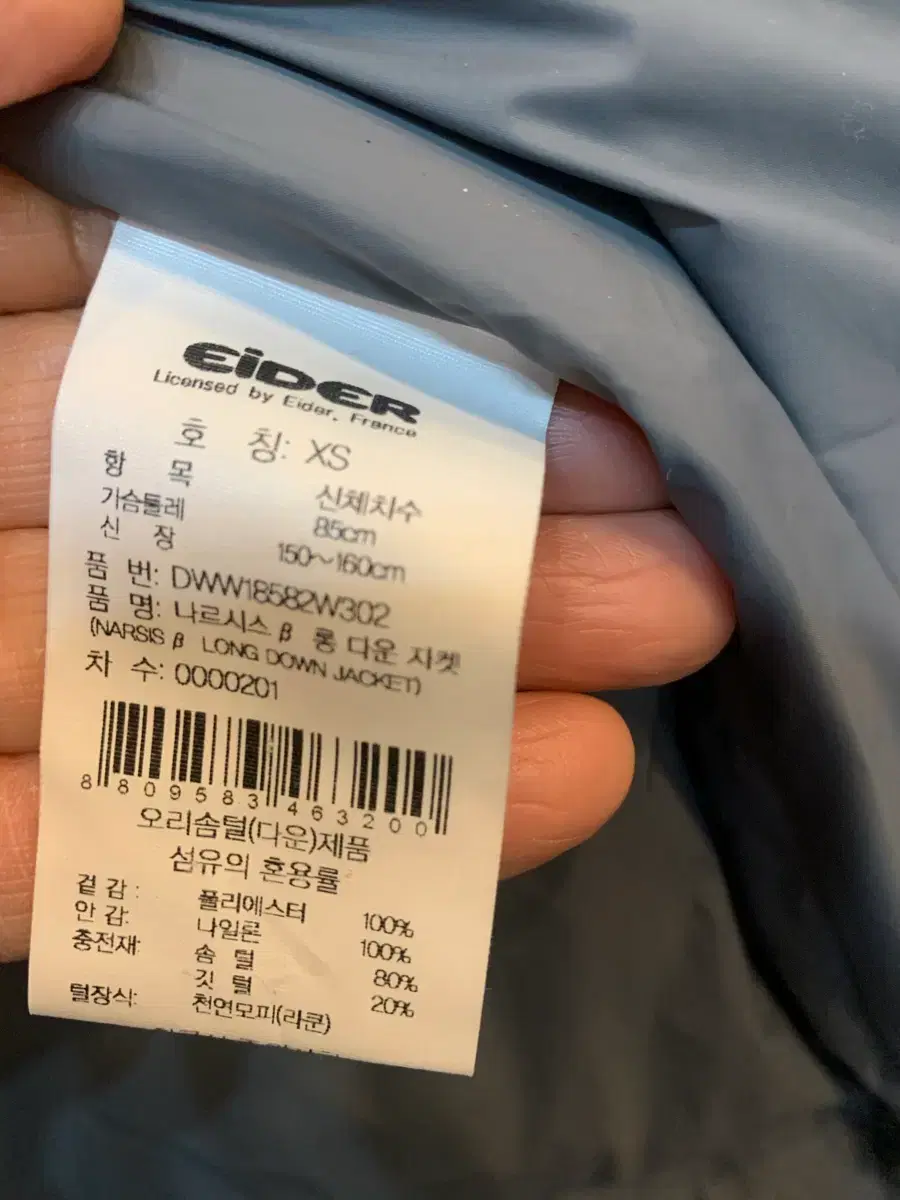 EiDER
Licensed by Eider, France
호 칭: XS
항 목 신체치수
가슴둘레 85cm
신 장 150~160cm
품 번: DWW18582W302
품 명: 나르시스 β 롱 다운 자켓
(NARSIS β LONG DOWN JACKET)
차 수: 0000201
8 809583 463200
오리솜털(다운)제품
섬유의 혼용률
겉 감: 폴리에스터 100%
안 감: 나일론 100%
충전재: 솜 털 80%
깃 털 20%
털장식: 천연모피(라쿤)